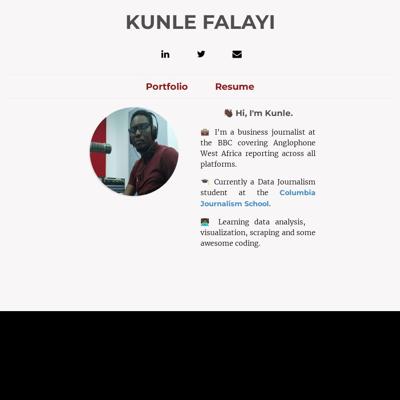 KUNLE FALAYI
Portfolio Resume
👋🏿 Hi, I'm Kunle.
💼 I'm a business journalist at
the BBC covering Anglophone
West Africa reporting across all
platforms.
🎓 Currently a Data Journalism
student at the Columbia
Journalism School.
👨🏿‍💻 Learning data analysis,
visualization, scraping and some
awesome coding.